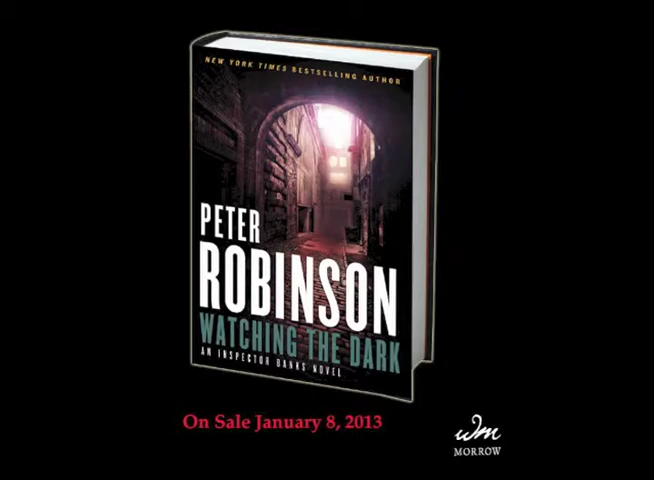 NEW YORK TIMES BESTSELLING AUTHOR
PETER
ROBINSON
WATCHING THE DARK
AN INSPECTOR BANKS NOVEL
On Sale January 8, 2013
wm
MORROW